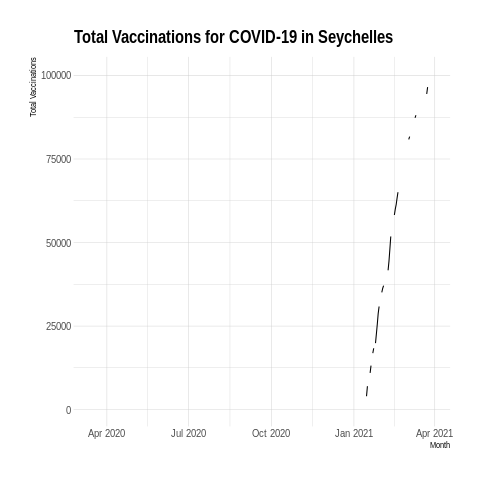 Total Vaccinations for COVID-19 in Seychelles
Total Vaccinations
100000
75000
50000
25000
0
Apr 2020 Jul 2020 Oct 2020 Jan 2021 Apr 2021
Month